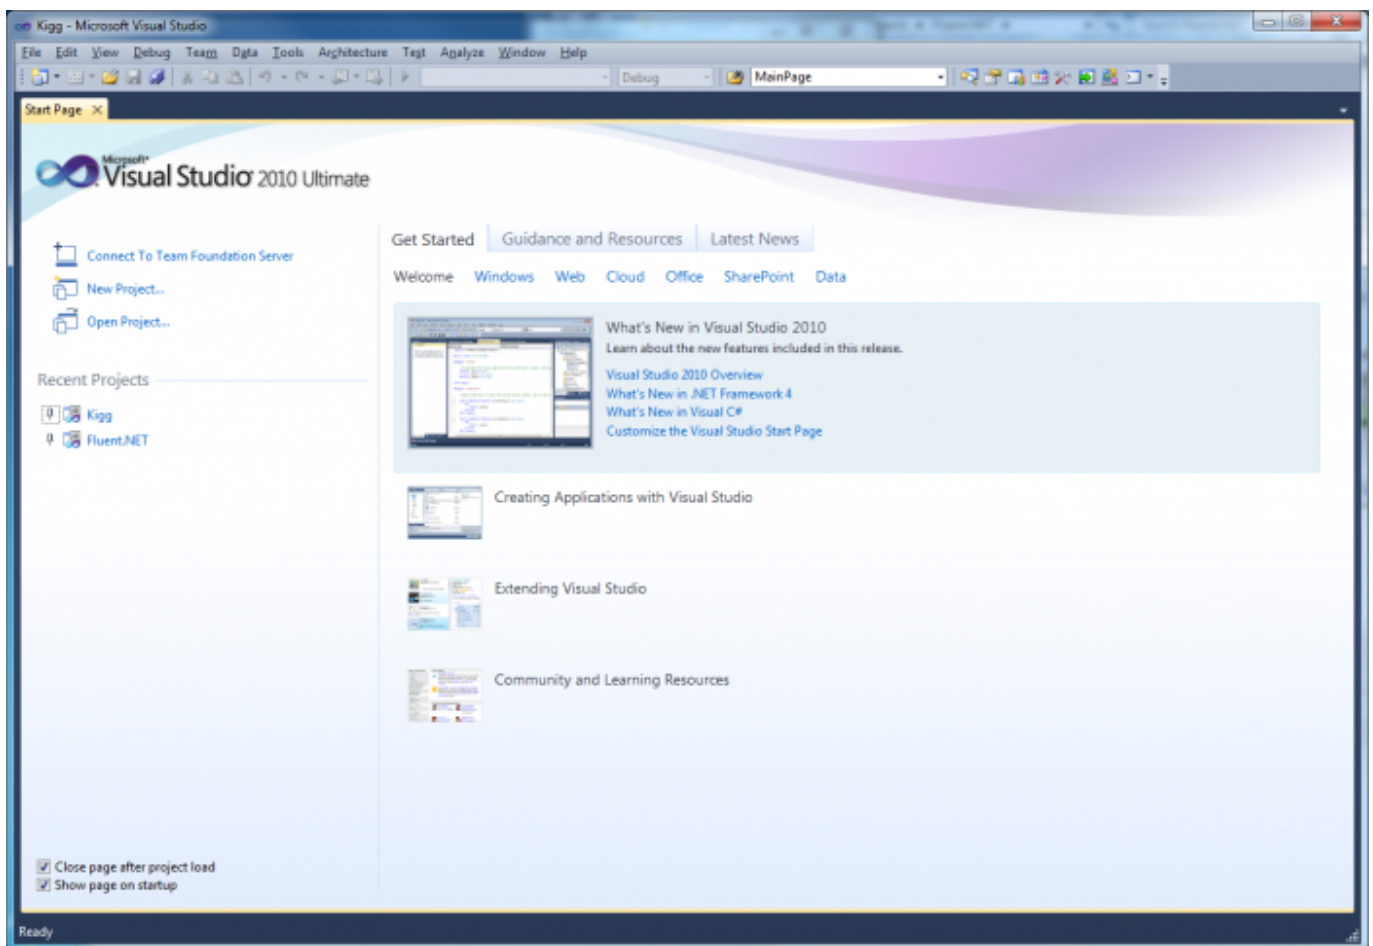 Kigg - Microsoft Visual Studio
File Edit View Debug Team Data Tools Architecture Test Analyze Window Help
Debug MainPage
Start Page
Microsoft
Visual Studio 2010 Ultimate
Connect To Team Foundation Server
New Project...
Open Project...
Recent Projects
Kigg
Fluent.NET
Get Started Guidance and Resources Latest News
Welcome Windows Web Cloud Office SharePoint Data
What's New in Visual Studio 2010
Learn about the new features included in this release.
Visual Studio 2010 Overview
What's New in .NET Framework 4
What's New in Visual C#
Customize the Visual Studio Start Page
Creating Applications with Visual Studio
Extending Visual Studio
Community and Learning Resources
Close page after project load
Show page on startup
Ready